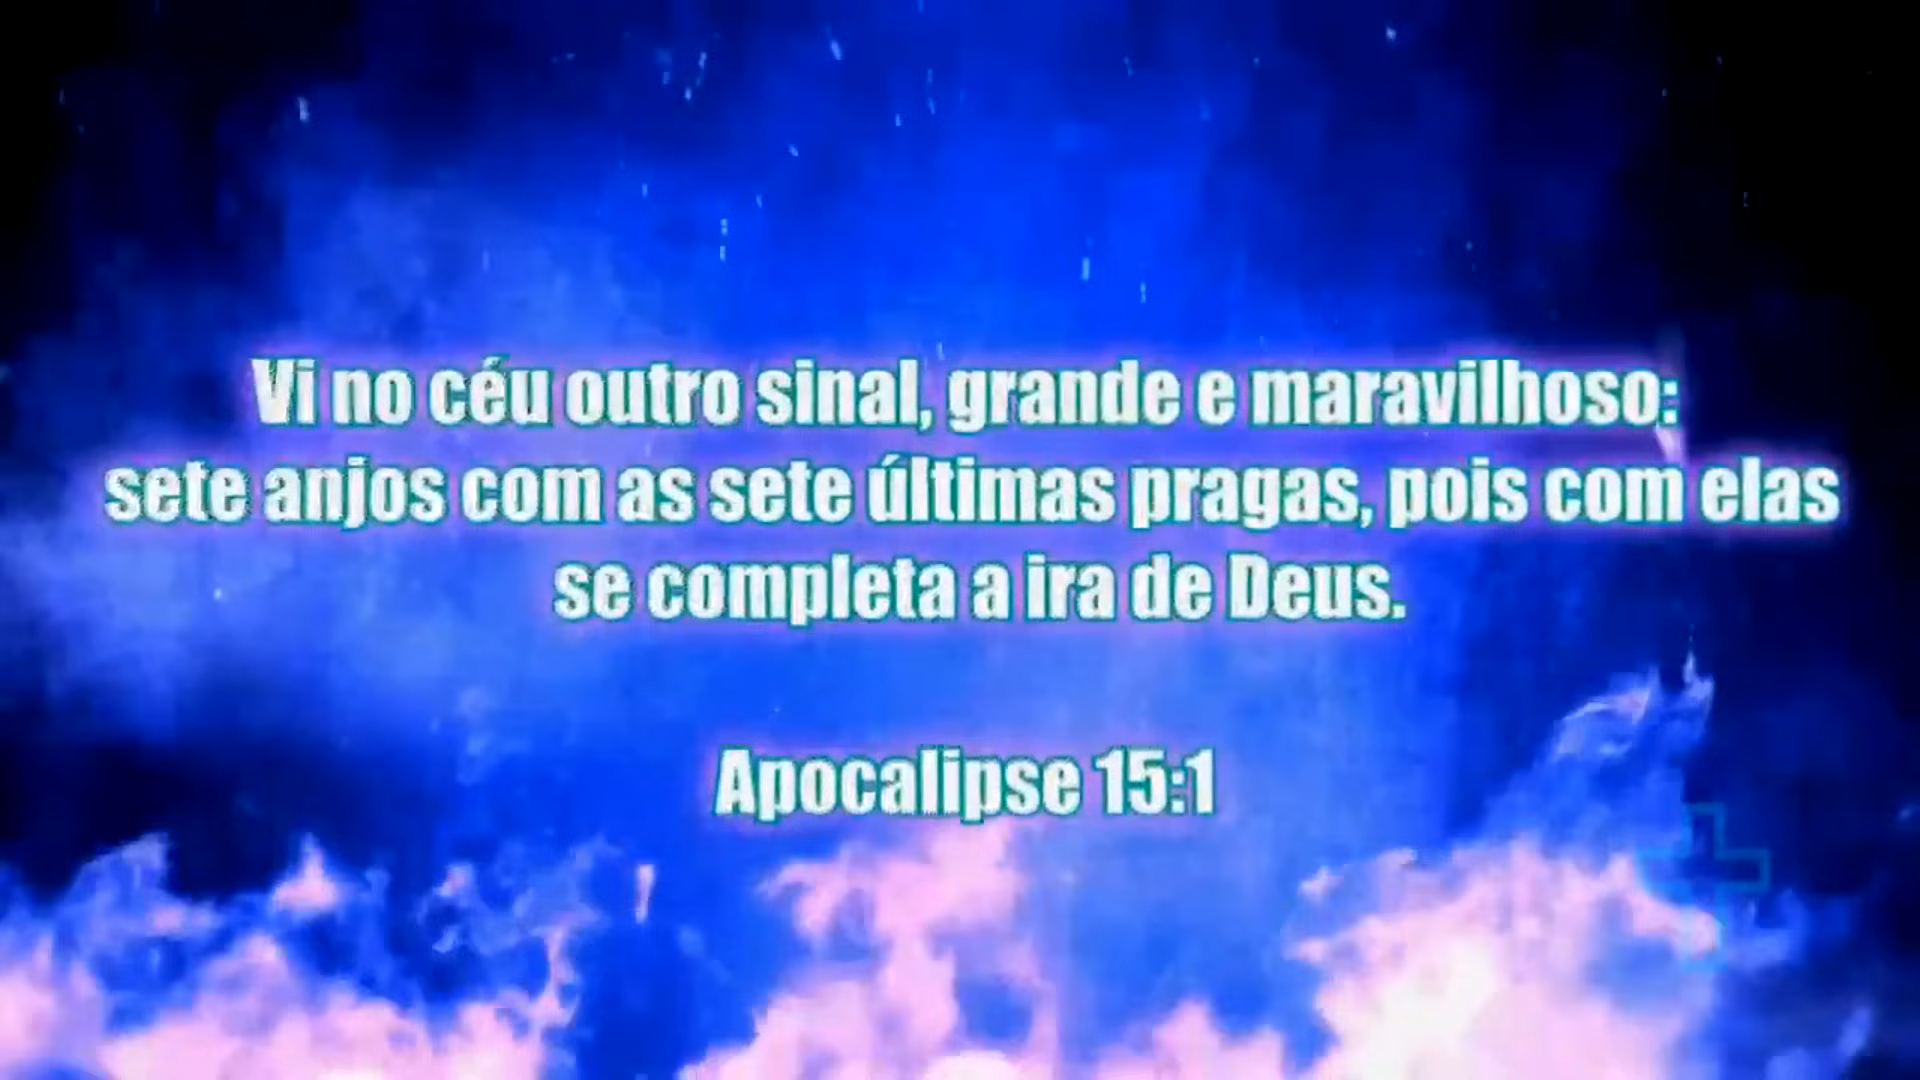 Vi no céu outro sinal, grande e maravilhoso:
sete anjos com as sete últimas pragas, pois com elas
se completa a ira de Deus.
Apocalipse 15:1